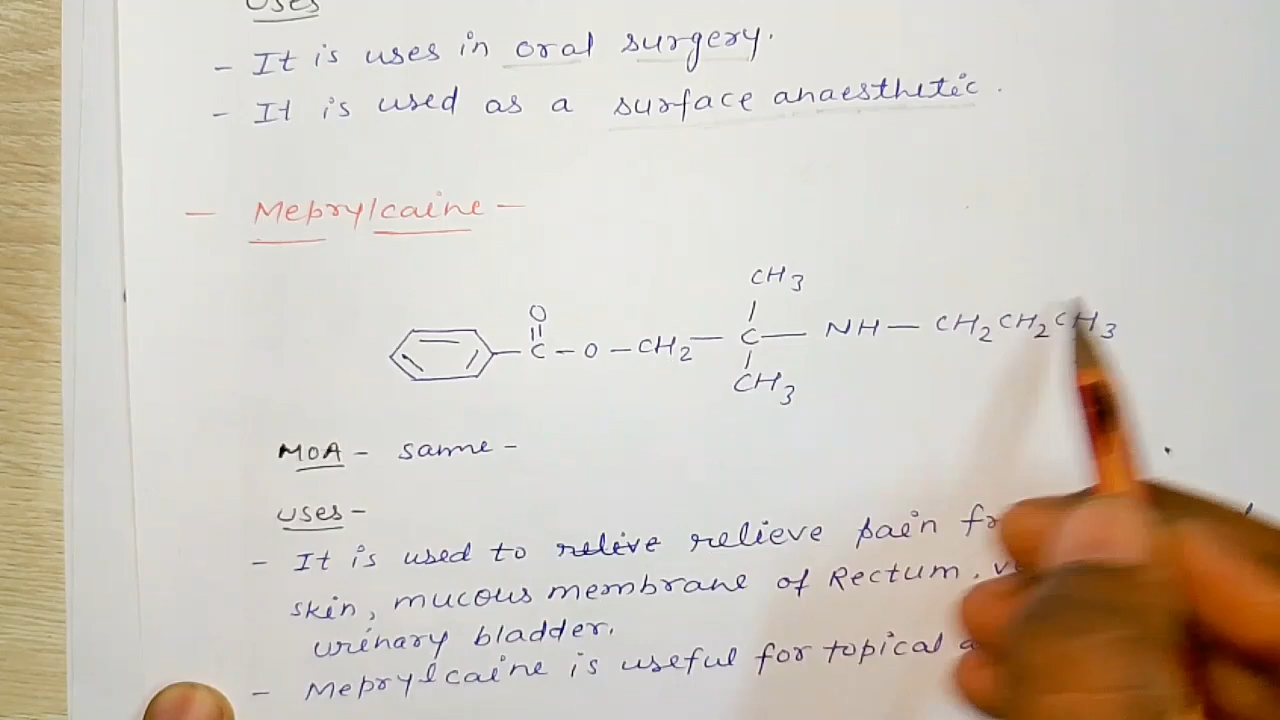 Uses
- It is uses in oral surgery.
- It is used as a surface anaesthetic.
- Meprylcaine -
CH3
O
C - O - CH2 - C - NH - CH2CH2CH3
CH3
MOA - same -
uses -
- It is used to relive relieve pain
skin, mucous membrane of Rectum,
urinary bladder.
- Meprylcaine is useful for topical